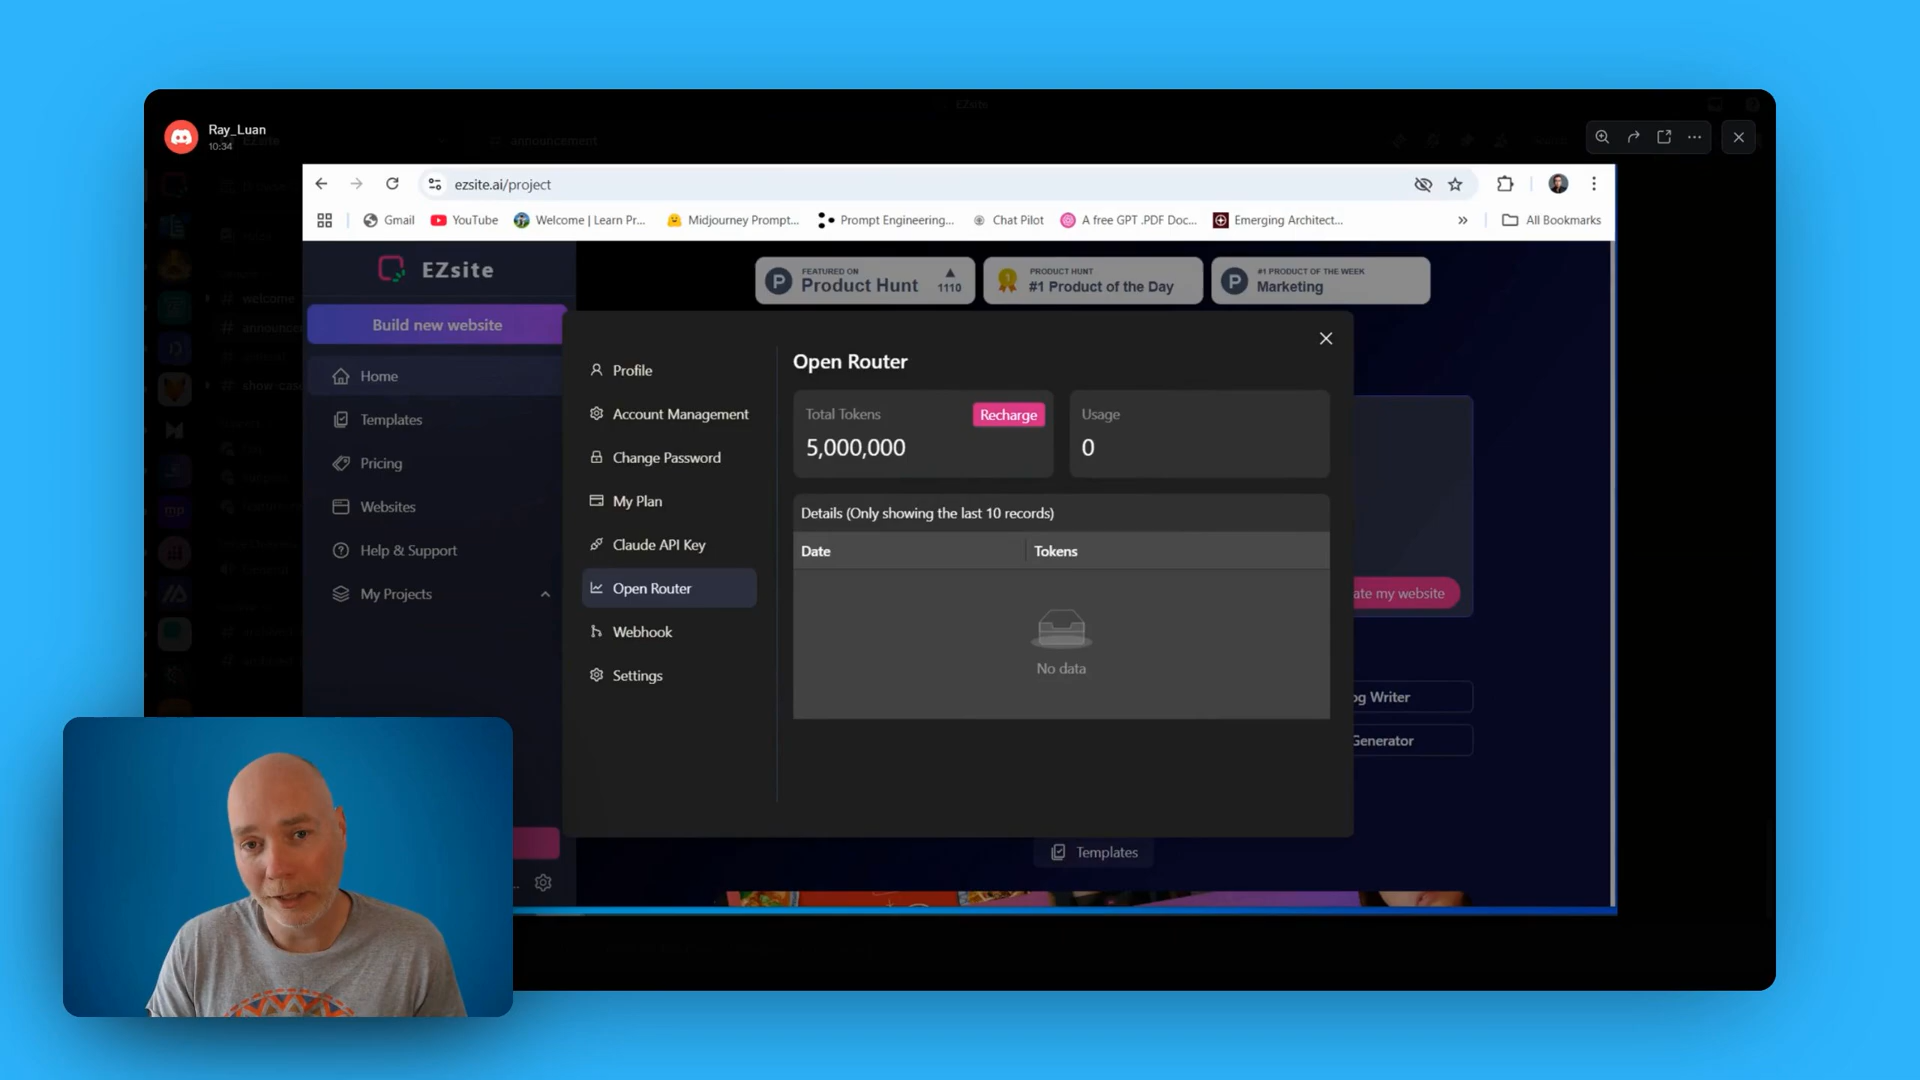 EZsite
Ray_Luan
10:34
announcement
ezsite.ai/project
Gmail
YouTube
Welcome | Learn Pr...
Midjourney Prompt...
Prompt Engineering...
Chat Pilot
A free GPT .PDF Doc...
Emerging Architect...
All Bookmarks
EZsite
FEATURED ON
Product Hunt
1110
PRODUCT HUNT
#1 Product of the Day
#1 PRODUCT OF THE WEEK
Marketing
Build new website
Home
Templates
Pricing
Websites
Help & Support
My Projects
Profile
Account Management
Change Password
My Plan
Claude API Key
Open Router
Webhook
Settings
Open Router
Total Tokens
Recharge
5,000,000
Usage
0
Details (Only showing the last 10 records)
Date
Tokens
No data
ate my website
og Writer
Generator
Templates
# welcome